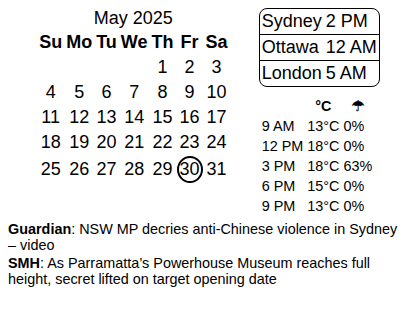 May 2025
Su Mo Tu We Th Fr Sa
1 2 3
4 5 6 7 8 9 10
11 12 13 14 15 16 17
18 19 20 21 22 23 24
25 26 27 28 29 30 31
Sydney 2 PM
Ottawa 12 AM
London 5 AM
°C ☂
9 AM 13°C 0%
12 PM 18°C 0%
3 PM 18°C 63%
6 PM 15°C 0%
9 PM 13°C 0%
Guardian: NSW MP decries anti-Chinese violence in Sydney
– video
SMH: As Parramatta’s Powerhouse Museum reaches full
height, secret lifted on target opening date